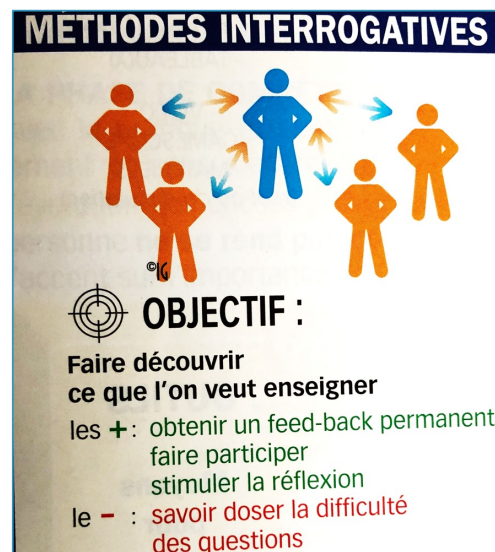 MÉTHODES INTERROGATIVES
©IG
OBJECTIF :
Faire découvrir
ce que l'on veut enseigner
les + : obtenir un feed-back permanent
faire participer
stimuler la réflexion
le - : savoir doser la difficulté
des questions